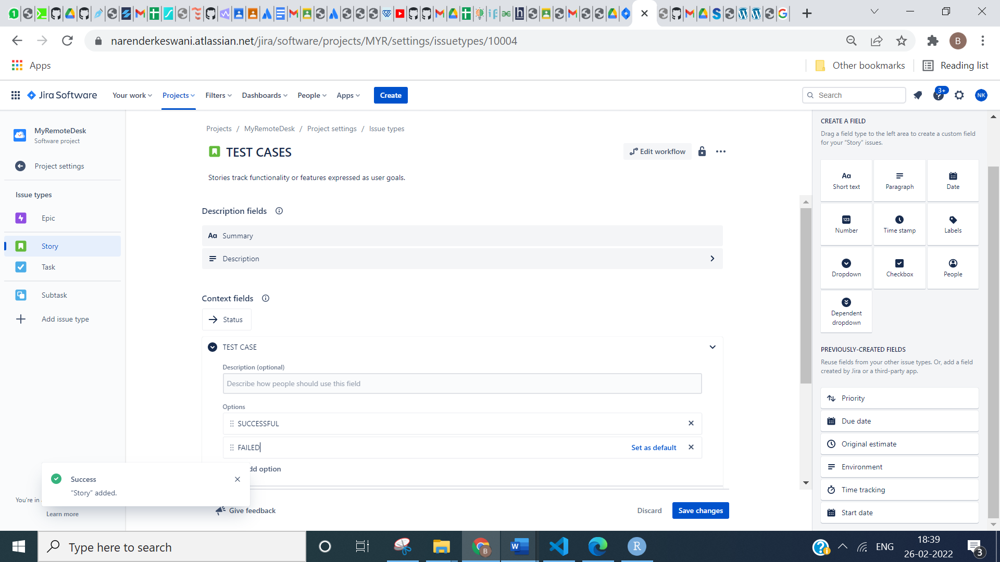 narenderkeswani.atlassian.net/jira/software/projects/MYR/settings/issuetypes/10004
B
Apps
Other bookmarks
Reading list
Jira Software
Your work
Projects
Filters
Dashboards
People
Apps
Create
Search
3+
NK
MyRemoteDesk
Software project
Project settings
Issue types
Epic
Story
Task
Subtask
Add issue type
You're in
Learn more
Projects / MyRemoteDesk / Project settings / Issue types
TEST CASES
Edit workflow
Stories track functionality or features expressed as user goals.
Description fields
Aa Summary
Description
Context fields
Status
TEST CASE
Description (optional)
Describe how people should use this field
Options
SUCCESSFUL
FAILED
Set as default
dd option
Success
“Story” added.
Give feedback
Discard
Save changes
CREATE A FIELD
Drag a field type to the left area to create a custom field
for your “Story” issues.
Aa
Short text
Paragraph
Date
123
Number
Time stamp
Labels
Dropdown
Checkbox
People
Dependent
dropdown
PREVIOUSLY-CREATED FIELDS
Reuse fields from your other issue types. Or, add a field
created by Jira or a third-party app.
Priority
Due date
Original estimate
Environment
Time tracking
Start date
Type here to search
ENG
18:39
26-02-2022
3